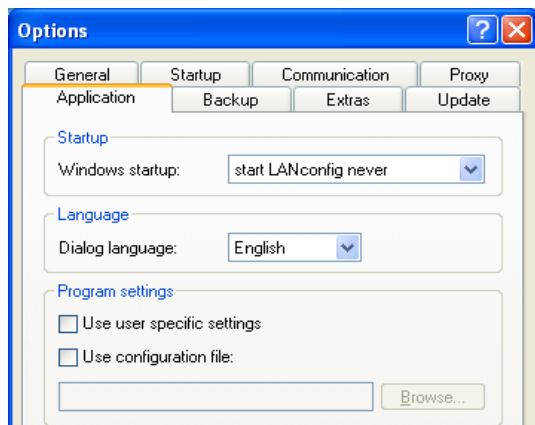 Options
General Startup Communication Proxy
Application Backup Extras Update
Startup
Windows startup: start LANconfig never
Language
Dialog language: English
Program settings
Use user specific settings
Use configuration file:
Browse...